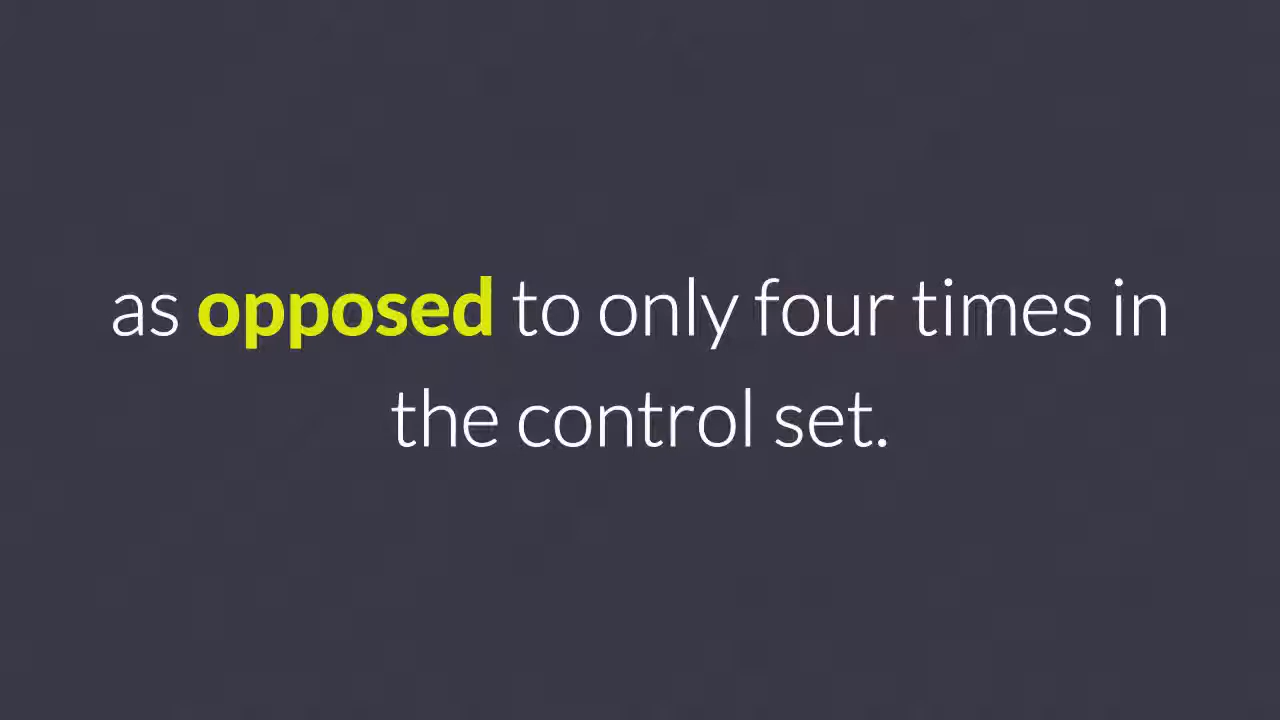 as opposed to only four times in
the control set.